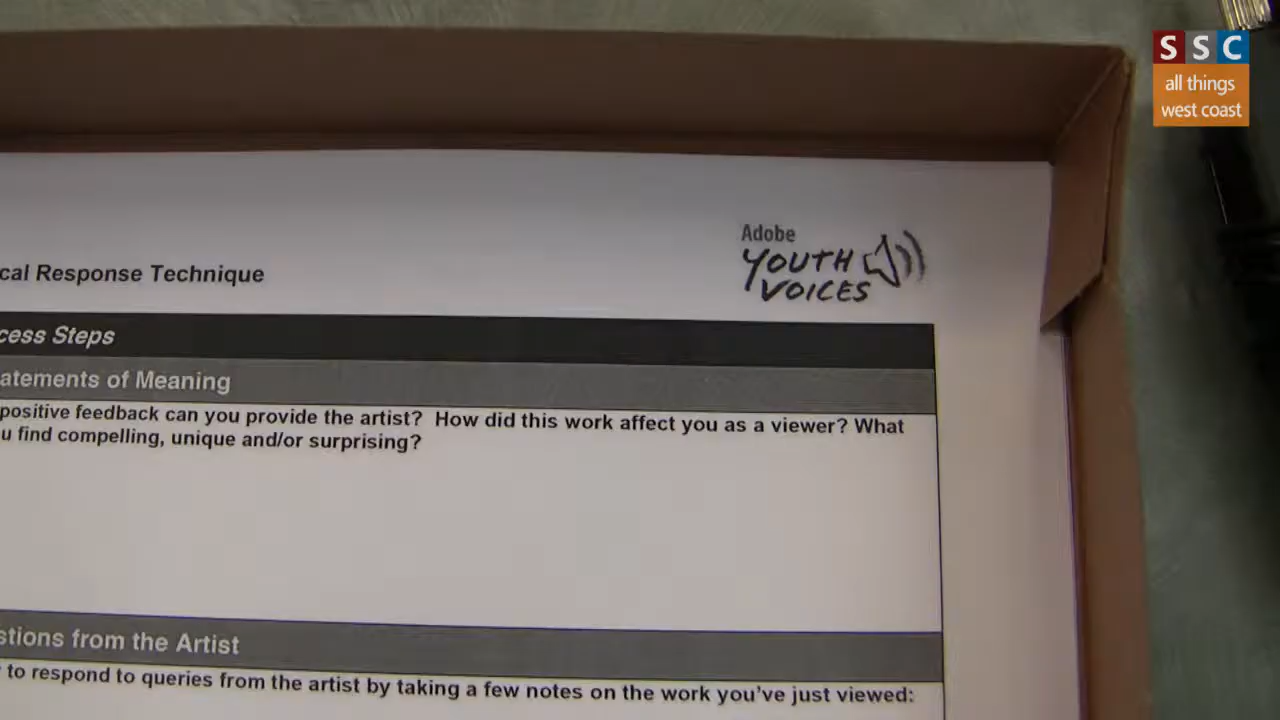 SSC
all things
west coast
Adobe
YOUTH
VOICES
cal Response Technique
cess Steps
atements of Meaning
positive feedback can you provide the artist? How did this work affect you as a viewer? What
u find compelling, unique and/or surprising?
stions from the Artist
to respond to queries from the artist by taking a few notes on the work you've just viewed: